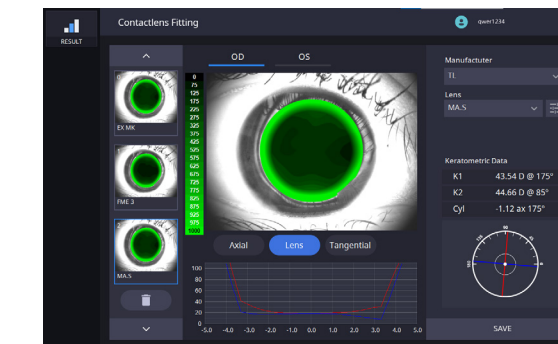 Contactlens Fitting
qwer1234
RESULT
OD
OS
EX MK
FME 3
MA.S
0
75
125
175
225
275
325
425
525
575
625
675
725
775
825
875
925
975
1000
Axial
Lens
Tangential
100
80
60
40
20
0
-5.0 -4.0 -3.0 -2.0 -1.0 0.0 1.0 2.0 3.0 4.0 5.0
Manufactuter
TL
Lens
MA.S
Keratometric Data
K1 43.54 D @ 175°
K2 44.66 D @ 85°
Cyl -1.12 ax 175°
90
180
0
SAVE